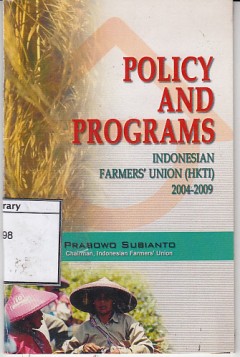 POLICY
AND
PROGRAMS
INDONESIAN
FARMERS' UNION (HKTI)
2004-2009
rary
98
PRABOWO SUBIANTO
Chairman, Indonesian Farmers' Union